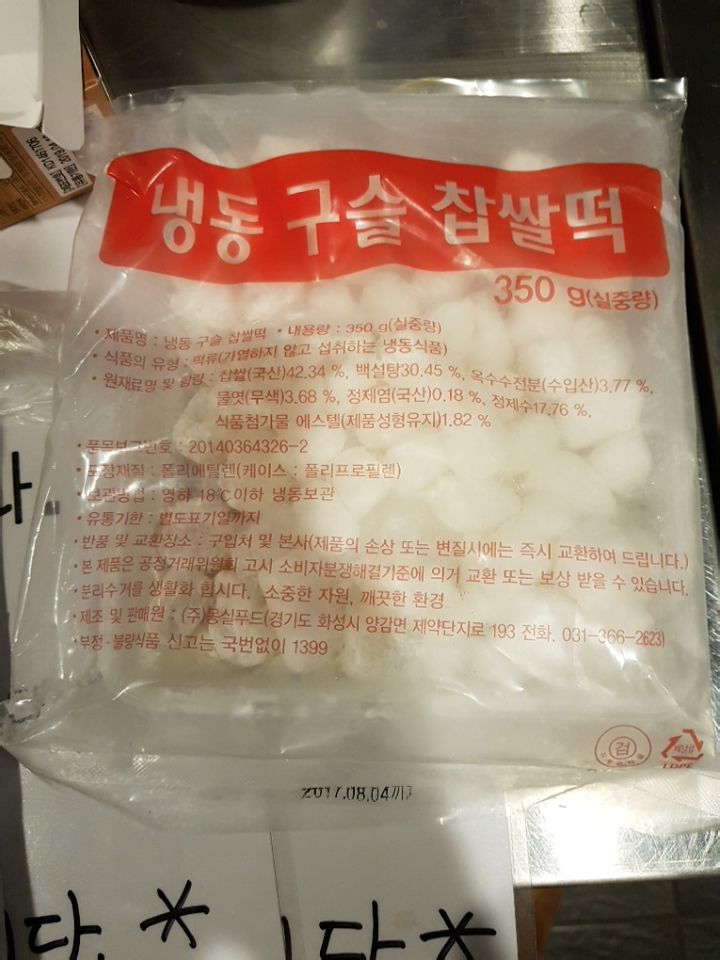 냉동 구슬 찹쌀떡
350 g(실중량)
• 제품명 : 냉동 구슬 찹쌀떡 • 내용량 : 350 g(실중량)
• 식품의 유형 : 떡류(가열하지 않고 섭취하는 냉동식품)
• 원재료명 및 함량 : 찹쌀(국산)42.34 %, 백설탕30.45 %, 옥수수전분(수입산)3.77 %,
물엿(무색)3.68 %, 정제염(국산)0.18 %, 정제수17.76 %,
식품첨가물 에스텔(제품성형유지)1.82 %
• 품목보고번호 : 20140364326-2
• 포장재질 : 폴리에틸렌(케이스 : 폴리프로필렌)
• 보관방법 : 영하 18℃이하 냉동보관
• 유통기한 : 별도표기일까지
• 반품 및 교환장소 : 구입처 및 본사(제품의 손상 또는 변질시에는 즉시 교환하여 드립니다.)
• 본 제품은 공정거래위원회 고시 소비자분쟁해결기준에 의거 교환 또는 보상 받을 수 있습니다.
• 분리수거를 생활화 합시다. 소중한 자원, 깨끗한 환경
• 제조 및 판매원 : (주)몽실푸드(경기도 화성시 양감면 제약단지로 193 전화. 031-366-2623)
• 부정·불량식품 신고는 국번없이 1399
검
LDPE
2017.08.04까지
다. *
다 *